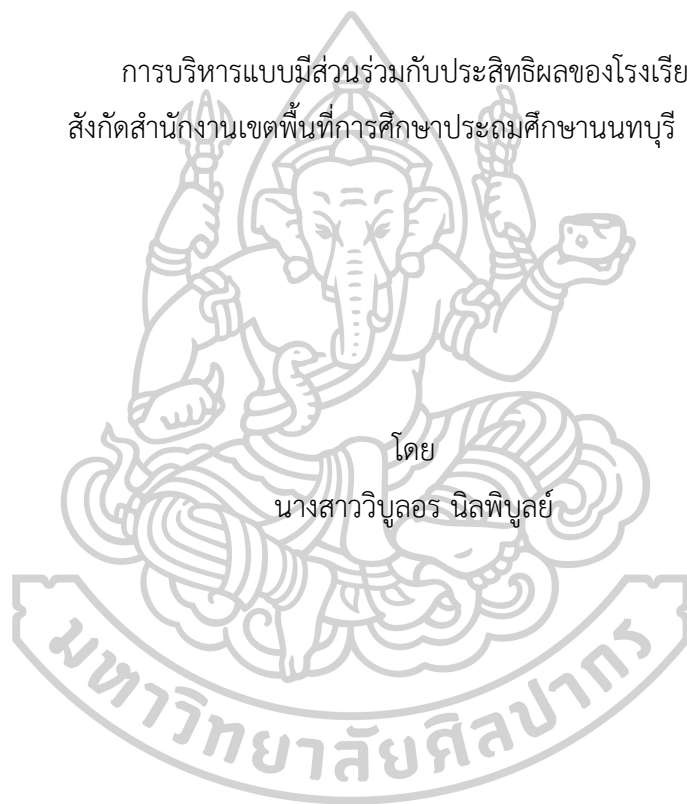 การบริหารแบบมีส่วนร่วมกับประสิทธิผลของโรงเรีย
สังกัดสำนักงานเขตพื้นที่การศึกษาประถมศึกษานนทบุรี
โดย
นางสาววิบูลอร นิลพิบูลย์
มหาวิทยาลัยศิลปากร